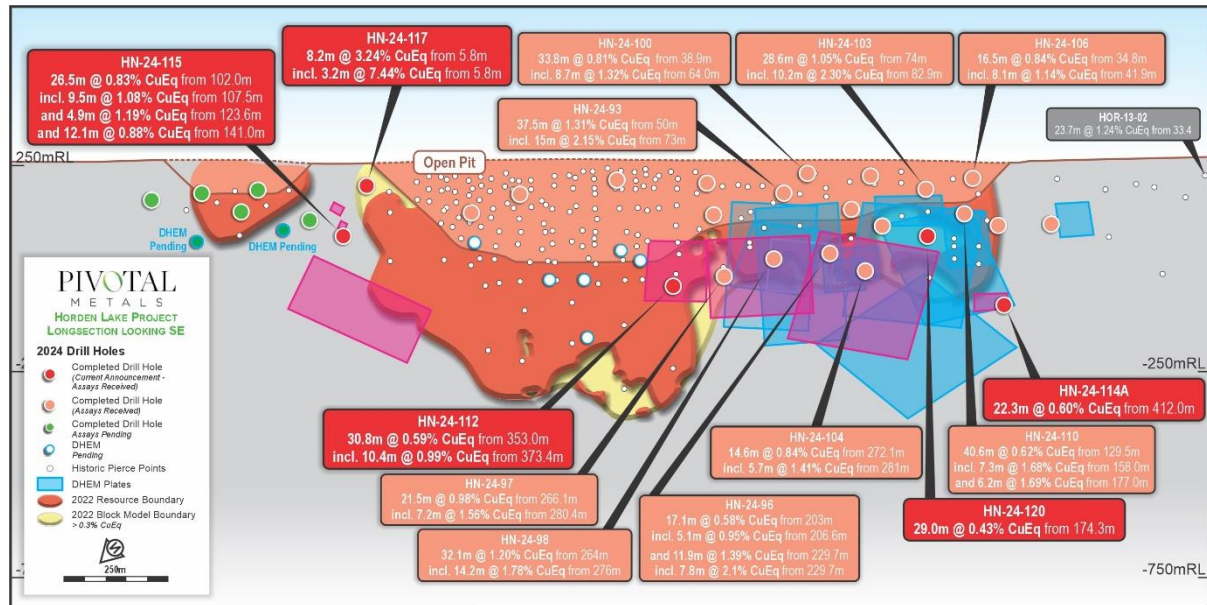 HN-24-115
26.5m @ 0.83% CuEq from 102.0m
incl. 9.5m @ 1.08% CuEq from 107.5m
and 4.9m @ 1.19% CuEq from 123.6m
and 12.1m @ 0.88% CuEq from 141.0m
HN-24-117
8.2m @ 3.24% CuEq from 5.8m
incl. 3.2m @ 7.44% CuEq from 5.8m
HN-24-100
33.8m @ 0.81% CuEq from 38.9m
incl. 8.7m @ 1.32% CuEq from 64.0m
HN-24-103
28.6m @ 1.05% CuEq from 74m
incl. 10.2m @ 2.30% CuEq from 82.9m
HN-24-106
16.5m @ 0.84% CuEq from 34.8m
incl. 8.1m @ 1.14% CuEq from 41.9m
HN-24-93
37.5m @ 1.31% CuEq from 50m
incl. 15m @ 2.15% CuEq from 73m
HOR-13-02
23.7m @ 1.24% CuEq from 33.4
250mRL
Open Pit
250mRL
DHEM
Pending
DHEM Pending
PIVOTAL
METALS
HORDEN LAKE PROJECT
LONGSECTION LOOKING SE
2024 Drill Holes
Completed Drill Hole
(Current Announcement -
Assays Received)
Completed Drill Hole
(Assays Received)
Completed Drill Hole
Assays Pending
DHEM
Pending
Historic Pierce Points
DHEM Plates
2022 Resource Boundary
2022 Block Model Boundary
> 0.3% CuEq
250m
-250mRL
HN-24-112
30.8m @ 0.59% CuEq from 353.0m
incl. 10.4m @ 0.99% CuEq from 373.4m
HN-24-97
21.5m @ 0.98% CuEq from 266.1m
incl. 7.2m @ 1.56% CuEq from 280.4m
HN-24-98
32.1m @ 1.20% CuEq from 264m
incl. 14.2m @ 1.78% CuEq from 276m
HN-24-104
14.6m @ 0.84% CuEq from 272.1m
incl. 5.7m @ 1.41% CuEq from 281m
HN-24-96
17.1m @ 0.58% CuEq from 203m
incl. 5.1m @ 0.95% CuEq from 206.6m
and 11.9m @ 1.39% CuEq from 229.7m
incl. 7.8m @ 2.1% CuEq from 229.7m
HN-24-114A
22.3m @ 0.60% CuEq from 412.0m
HN-24-110
40.6m @ 0.62% CuEq from 129.5m
incl. 7.3m @ 1.68% CuEq from 158.0m
and 6.2m @ 1.69% CuEq from 177.0m
HN-24-120
29.0m @ 0.43% CuEq from 174.3m
-750mRL